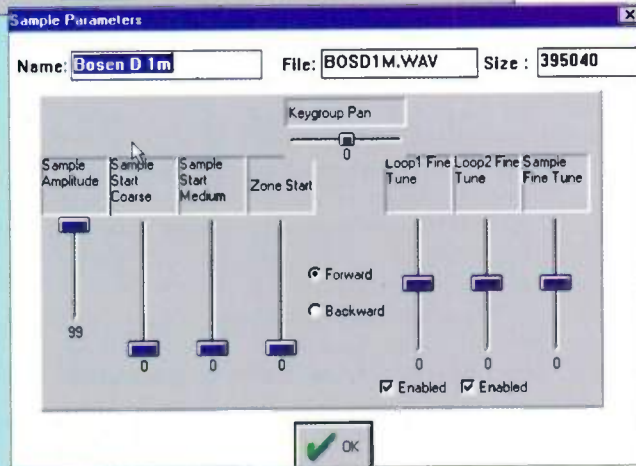 Sample Parameters
Name: Bosen D 1m File: BOSD1M.WAV Size : 395040
Keygroup Pan
0
Sample Amplitude
Sample Start Coarse
Sample Start Medium
Zone Start
Loop1 Fine Tune
Loop2 Fine Tune
Sample Fine Tune
Forward
Backward
99
0
0
0
0
0
0
Enabled
Enabled
OK